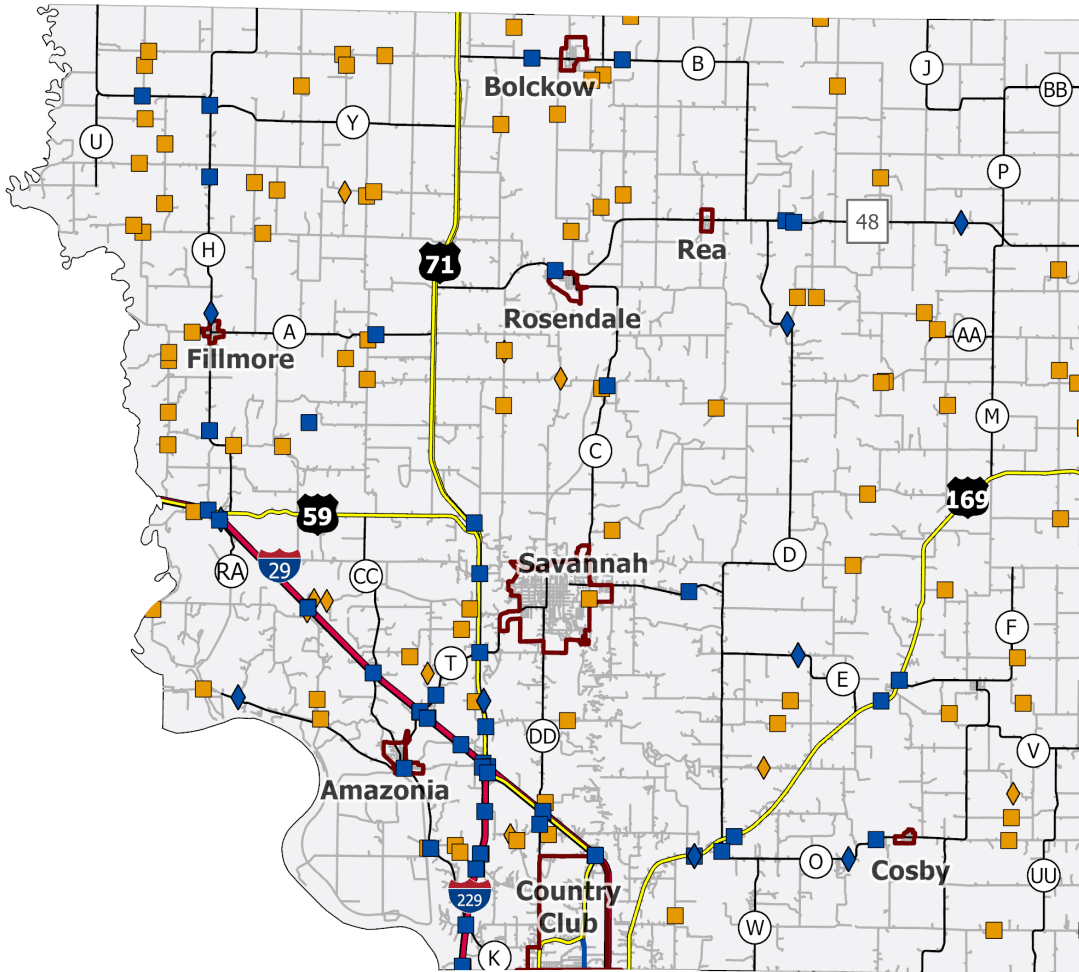 Bolckow
B
J
BB
U
Y
P
48
H
Rea
71
Rosendale
A
Fillmore
AA
M
C
169
59
D
Savannah
RA
29
CC
F
T
E
DD
V
Amazonia
O
Cosby
UU
Country
Club
229
W
K